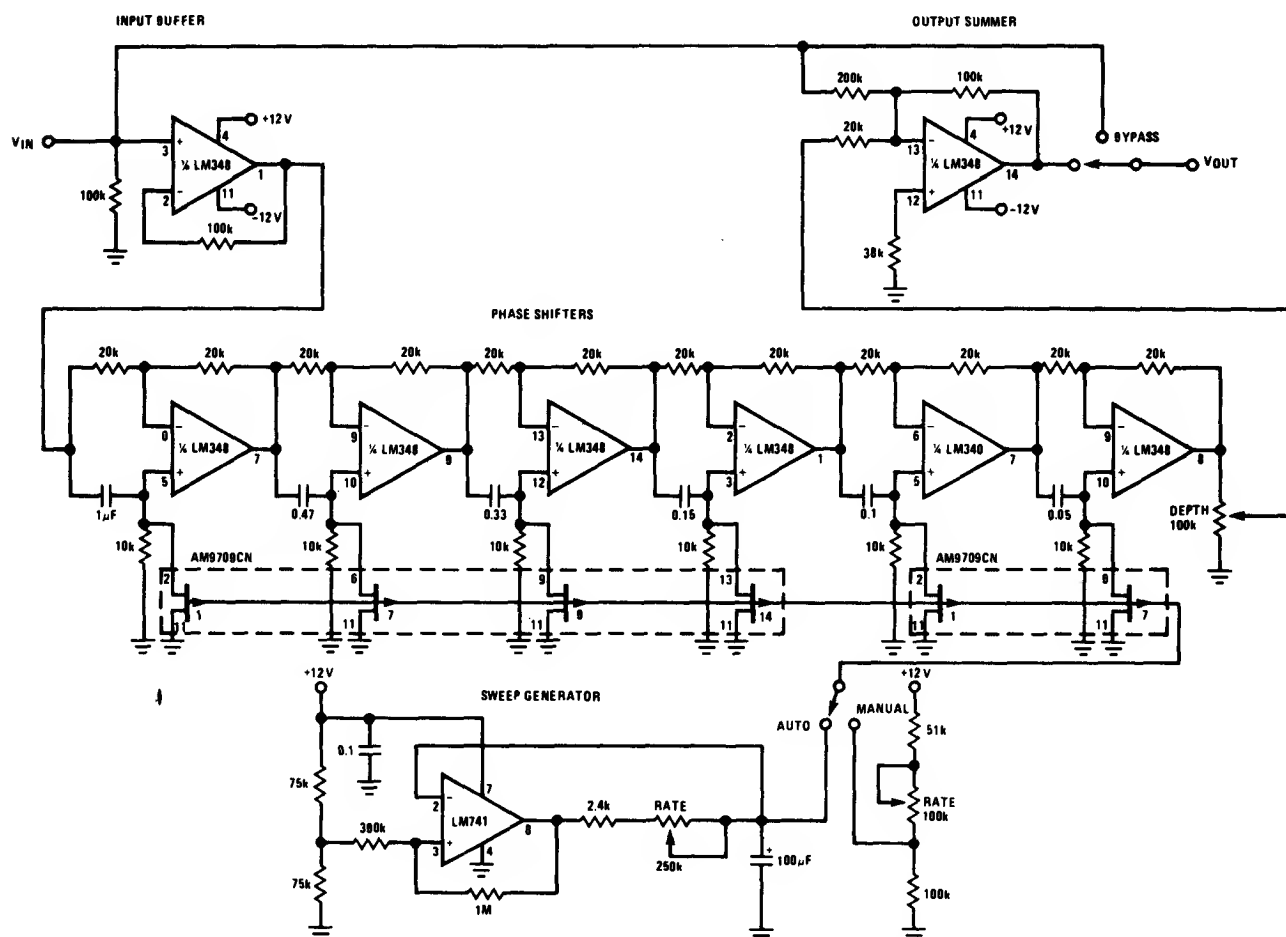 INPUT BUFFER
OUTPUT SUMMER
200k
100k
+12V
+12V
20k
BYPASS
VIN
4
3
+
¼ LM348
1
-
2
11
100k
-12V
100k
4
13
-
¼ LM348
14
+
12
11
-12V
VOUT
38k
PHASE SHIFTERS
20k 20k 20k 20k 20k 20k 20k 20k 20k 20k 20k 20k
- - - - - -
9 13 2 6 9
¼ LM348 ¼ LM348 ¼ LM348 ¼ LM348 ¼ LM340 ¼ LM348
7 14 1 7 8
+ + + + + +
5 10 12 3 5 10
1µF 0.47 0.33 0.15 0.1 0.05
DEPTH
100k
10k 10k 10k 10k 10k 10k
AM9709CN AM9709CN
2 6 9 13 2 9
1 7 8 14 1 7
11 11 11 11 11 11
+12V
SWEEP GENERATOR
+12V
AUTO
MANUAL
51k
0.1
75k
7
2
-
LM741
8
2.4k
RATE
RATE
100k
380k
3
+
4
250k
+
100µF
75k
1M
100k